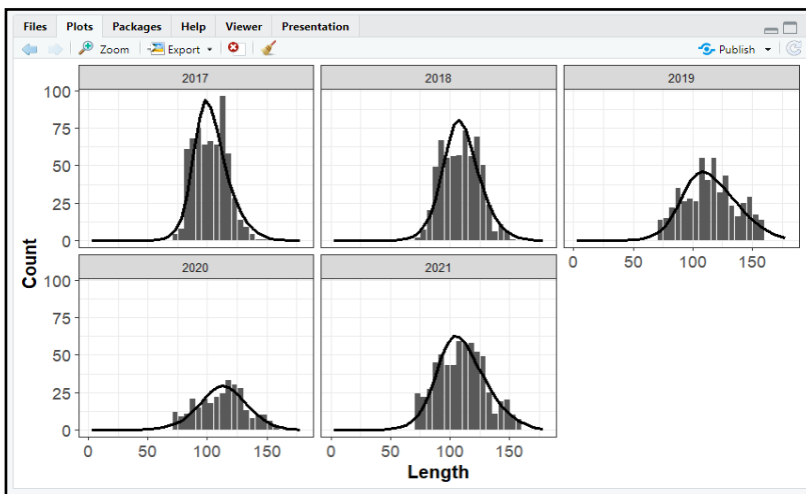 Files Plots Packages Help Viewer Presentation
Zoom Export Publish
2017 2018 2019
100
75
50
25
0
0 50 100 150
2020 2021
100
75
50
25
0
0 50 100 150 0 50 100 150
Count
Length